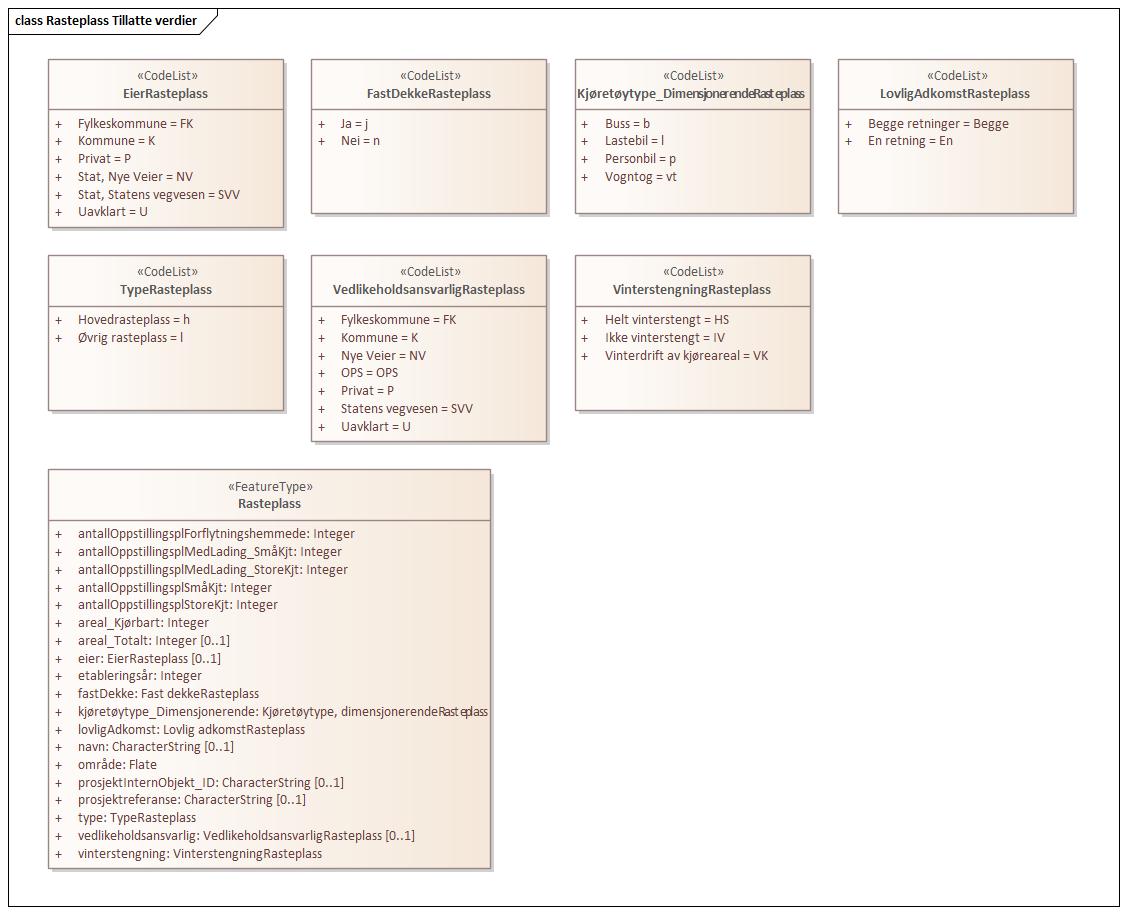 class Rasteplass Tillatte verdier
«CodeList»
EierRasteplass
+ Fylkeskommune = FK
+ Kommune = K
+ Privat = P
+ Stat, Nye Veier = NV
+ Stat, Statens vegvesen = SVV
+ Uavklart = U
«CodeList»
FastDekkeRasteplass
+ Ja = j
+ Nei = n
«CodeList»
Kjøretøytype_DimensjonerendeRasteplass
+ Buss = b
+ Lastebil = l
+ Personbil = p
+ Vogntog = vt
«CodeList»
LovligAdkomstRasteplass
+ Begge retninger = Begge
+ En retning = En
«CodeList»
TypeRasteplass
+ Hovedrasteplass = h
+ Øvrig rasteplass = l
«CodeList»
VedlikeholdsansvarligRasteplass
+ Fylkeskommune = FK
+ Kommune = K
+ Nye Veier = NV
+ OPS = OPS
+ Privat = P
+ Statens vegvesen = SVV
+ Uavklart = U
«CodeList»
VinterstengningRasteplass
+ Helt vinterstengt = HS
+ Ikke vinterstengt = IV
+ Vinterdrift av kjøreareal = VK
«FeatureType»
Rasteplass
+ antallOppstillingsplForflytningshemmede: Integer
+ antallOppstillingsplMedLading_SmåKjt: Integer
+ antallOppstillingsplMedLading_StoreKjt: Integer
+ antallOppstillingsplSmåKjt: Integer
+ antallOppstillingsplStoreKjt: Integer
+ areal_Kjørbart: Integer
+ areal_Totalt: Integer [0..1]
+ eier: EierRasteplass [0..1]
+ etableringsår: Integer
+ fastDekke: Fast dekkeRasteplass
+ kjøretøytype_Dimensjonerende: Kjøretøytype, dimensjonerendeRasteplass
+ lovligAdkomst: Lovlig adkomstRasteplass
+ navn: CharacterString [0..1]
+ område: Flate
+ prosjektInternObjekt_ID: CharacterString [0..1]
+ prosjektreferanse: CharacterString [0..1]
+ type: TypeRasteplass
+ vedlikeholdsansvarlig: VedlikeholdsansvarligRasteplass [0..1]
+ vinterstengning: VinterstengningRasteplass